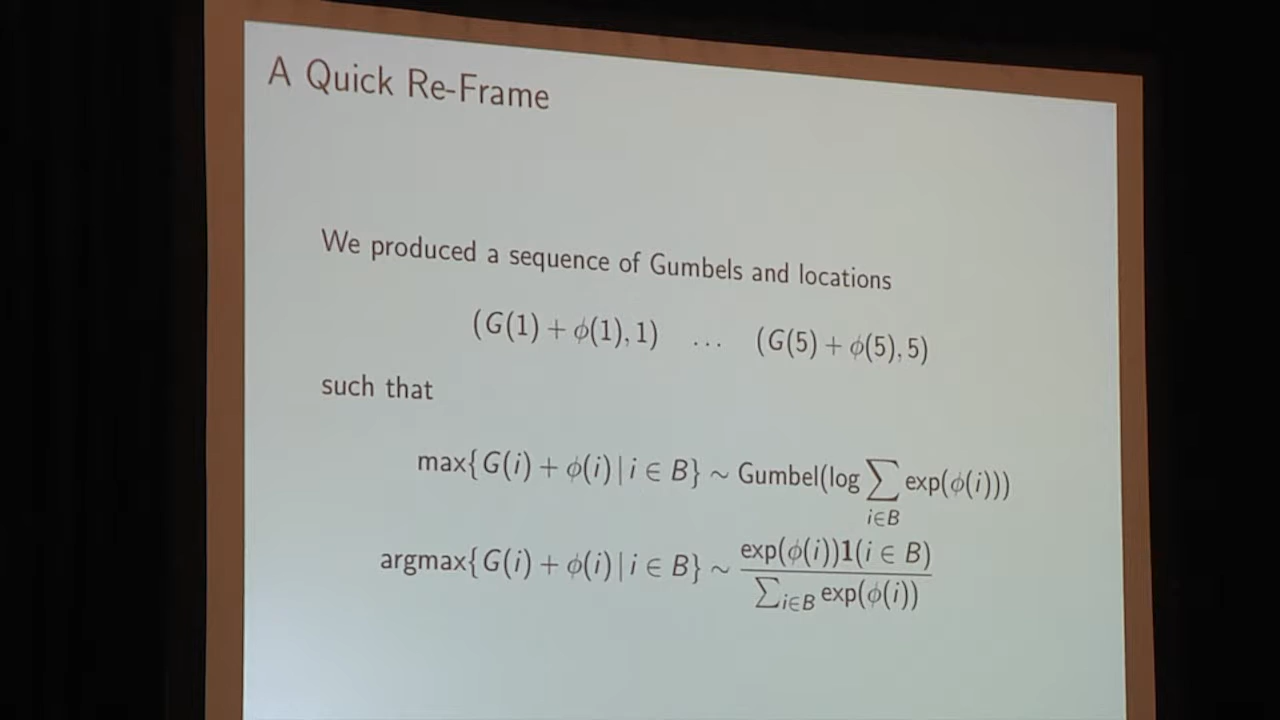 A Quick Re-Frame
We produced a sequence of Gumbels and locations
(G(1) + ϕ(1), 1) … (G(5) + ϕ(5), 5)
such that
max{G(i) + ϕ(i) | i ∈ B} ~ Gumbel(log ∑_{i∈B} exp(ϕ(i)))
argmax{G(i) + ϕ(i) | i ∈ B} ~ \frac{exp(ϕ(i))𝟏(i ∈ B)}{∑_{i∈B} exp(ϕ(i))}